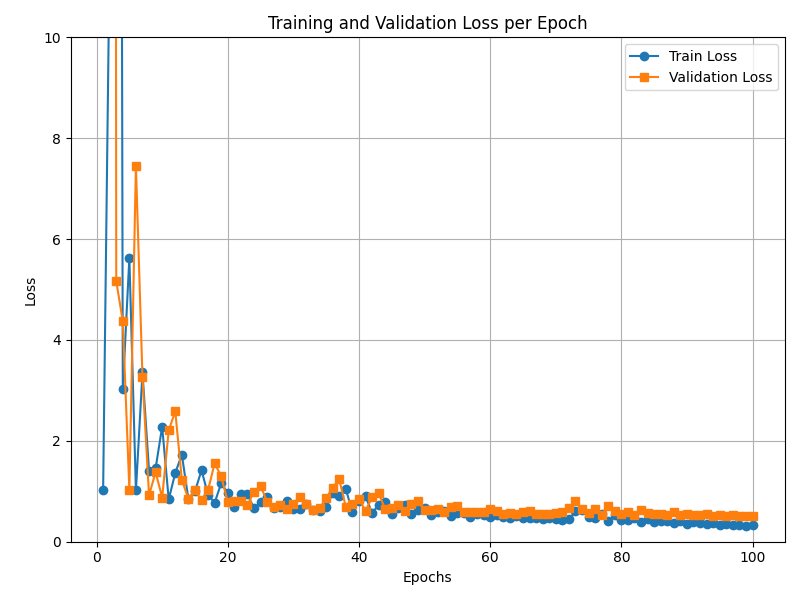 Training and Validation Loss per Epoch
Train Loss
Validation Loss
10
8
6
4
2
0
Loss
0 20 40 60 80 100
Epochs